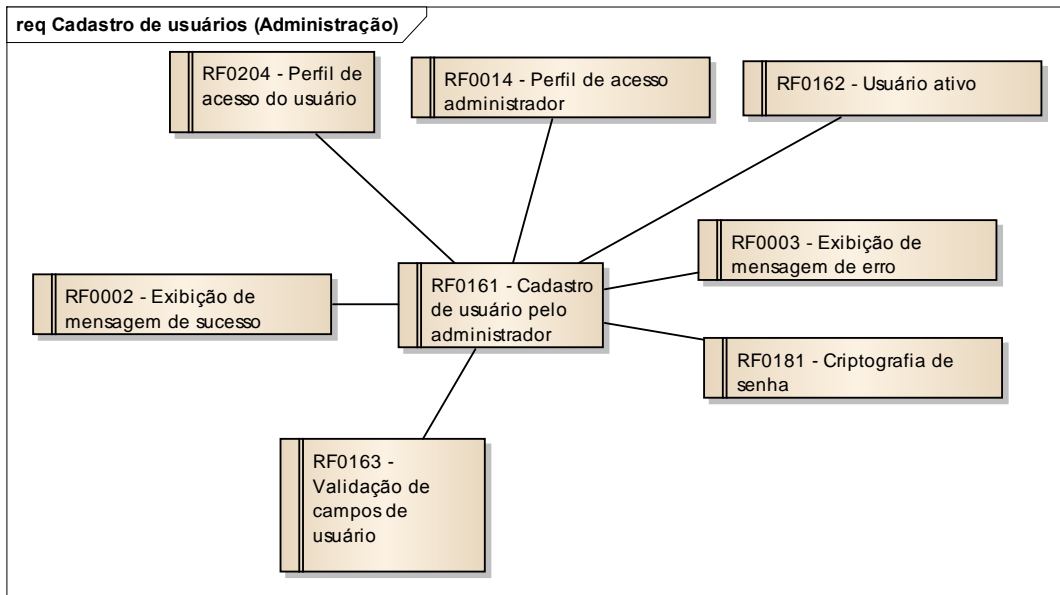 req Cadastro de usuários (Administração)
RF0204 - Perfil de
acesso do usuário
RF0014 - Perfil de acesso
administrador
RF0162 - Usuário ativo
RF0003 - Exibição de
mensagem de erro
RF0161 - Cadastro
de usuário pelo
administrador
RF0002 - Exibição de
mensagem de sucesso
RF0181 - Criptografia de
senha
RF0163 -
Validação de
campos de
usuário